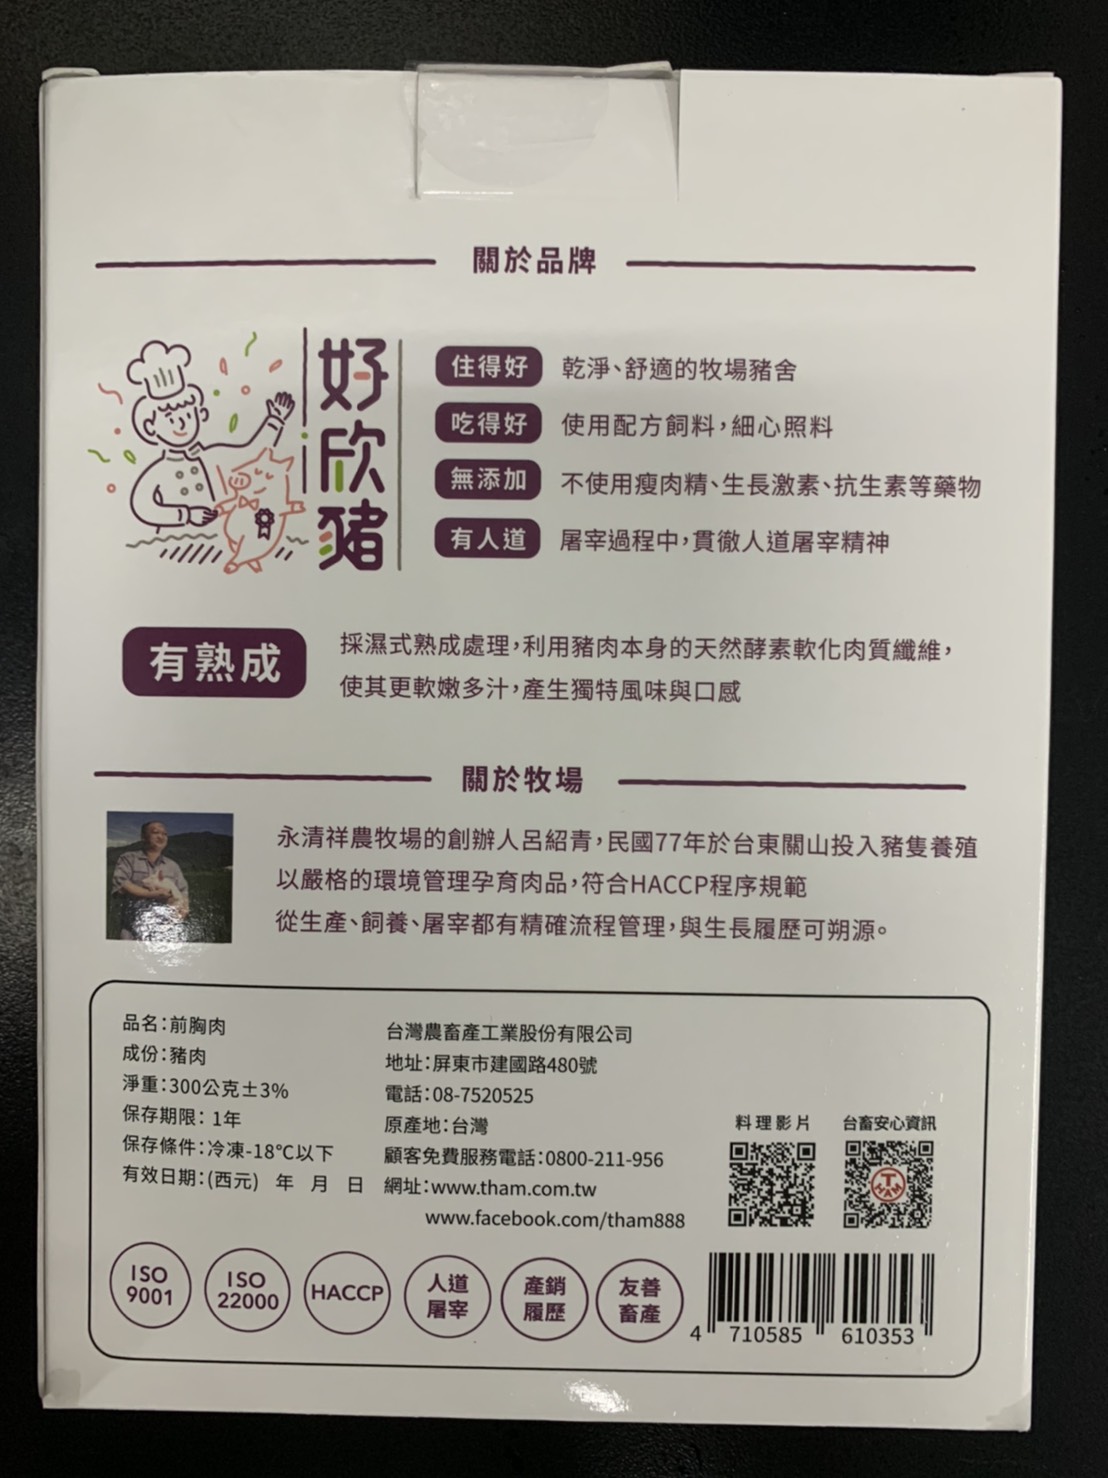 關於品牌
好欣豬
住得好 乾淨、舒適的牧場豬舍
吃得好 使用配方飼料,細心照料
無添加 不使用瘦肉精、生長激素、抗生素等藥物
有人道 屠宰過程中,貫徹人道屠宰精神
有熟成
採濕式熟成處理,利用豬肉本身的天然酵素軟化肉質纖維,
使其更軟嫩多汁,產生獨特風味與口感
關於牧場
永清祥農牧場的創辦人呂紹青,民國77年於台東關山投入豬隻養殖
以嚴格的環境管理孕育肉品,符合HACCP程序規範
從生產、飼養、屠宰都有精確流程管理,與生長履歷可朔源。
品名:前胸肉
成份:豬肉
淨重:300公克±3%
保存期限: 1年
保存條件:冷凍-18°C以下
有效日期:(西元) 年 月 日
台灣農畜產工業股份有限公司
地址:屏東市建國路480號
電話:08-7520525
原產地:台灣
顧客免費服務電話:0800-211-956
網址:www.tham.com.tw
www.facebook.com/tham888
料理影片
台畜安心資訊
T
HAM
ISO
9001
ISO
22000
HACCP
人道
屠宰
產銷
履歷
友善
畜產
4 710585 610353